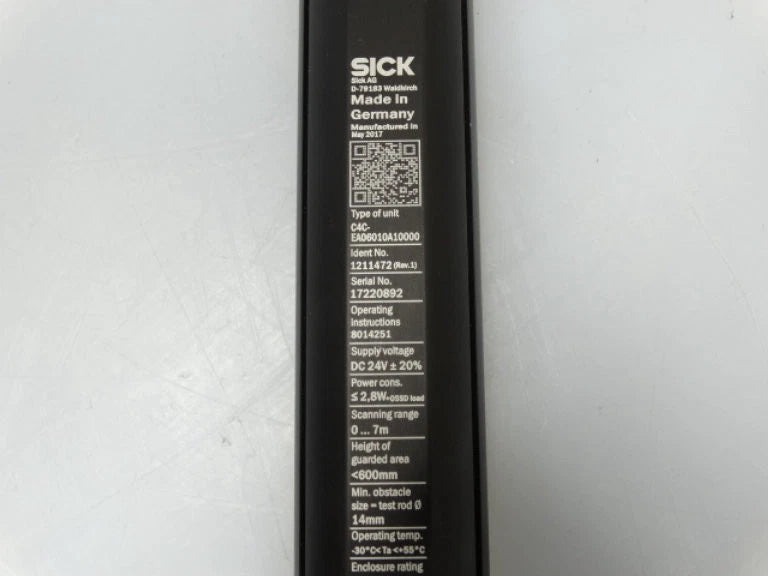 SICK
Sick AG
D-79183 Waldkirch
Made in
Germany
Manufactured in
May 2017
Type of unit
C4C-
EA06010A10000
Ident No.
1211472 (Rev.1)
Serial No.
17220892
Operating
Instructions
8014251
Supply voltage
DC 24V ± 20%
Power cons.
≤ 2,8W+OSSD load
Scanning range
0 ... 7m
Height of
guarded area
<600mm
Min. obstacle
size = test rod Ø
14mm
Operating temp.
-30°C< Ta <+55°C
Enclosure rating